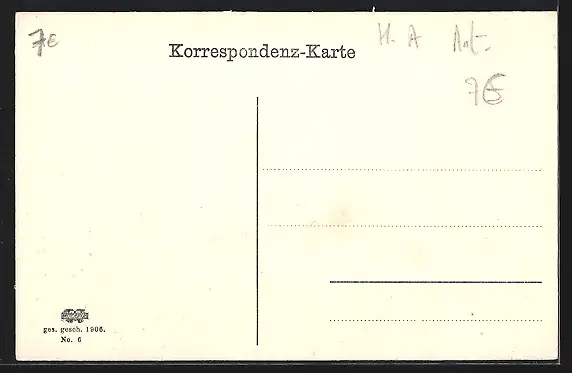 7€
Korrespondenz-Karte
H. A
7€
ges. gesch. 1906.
No. 6